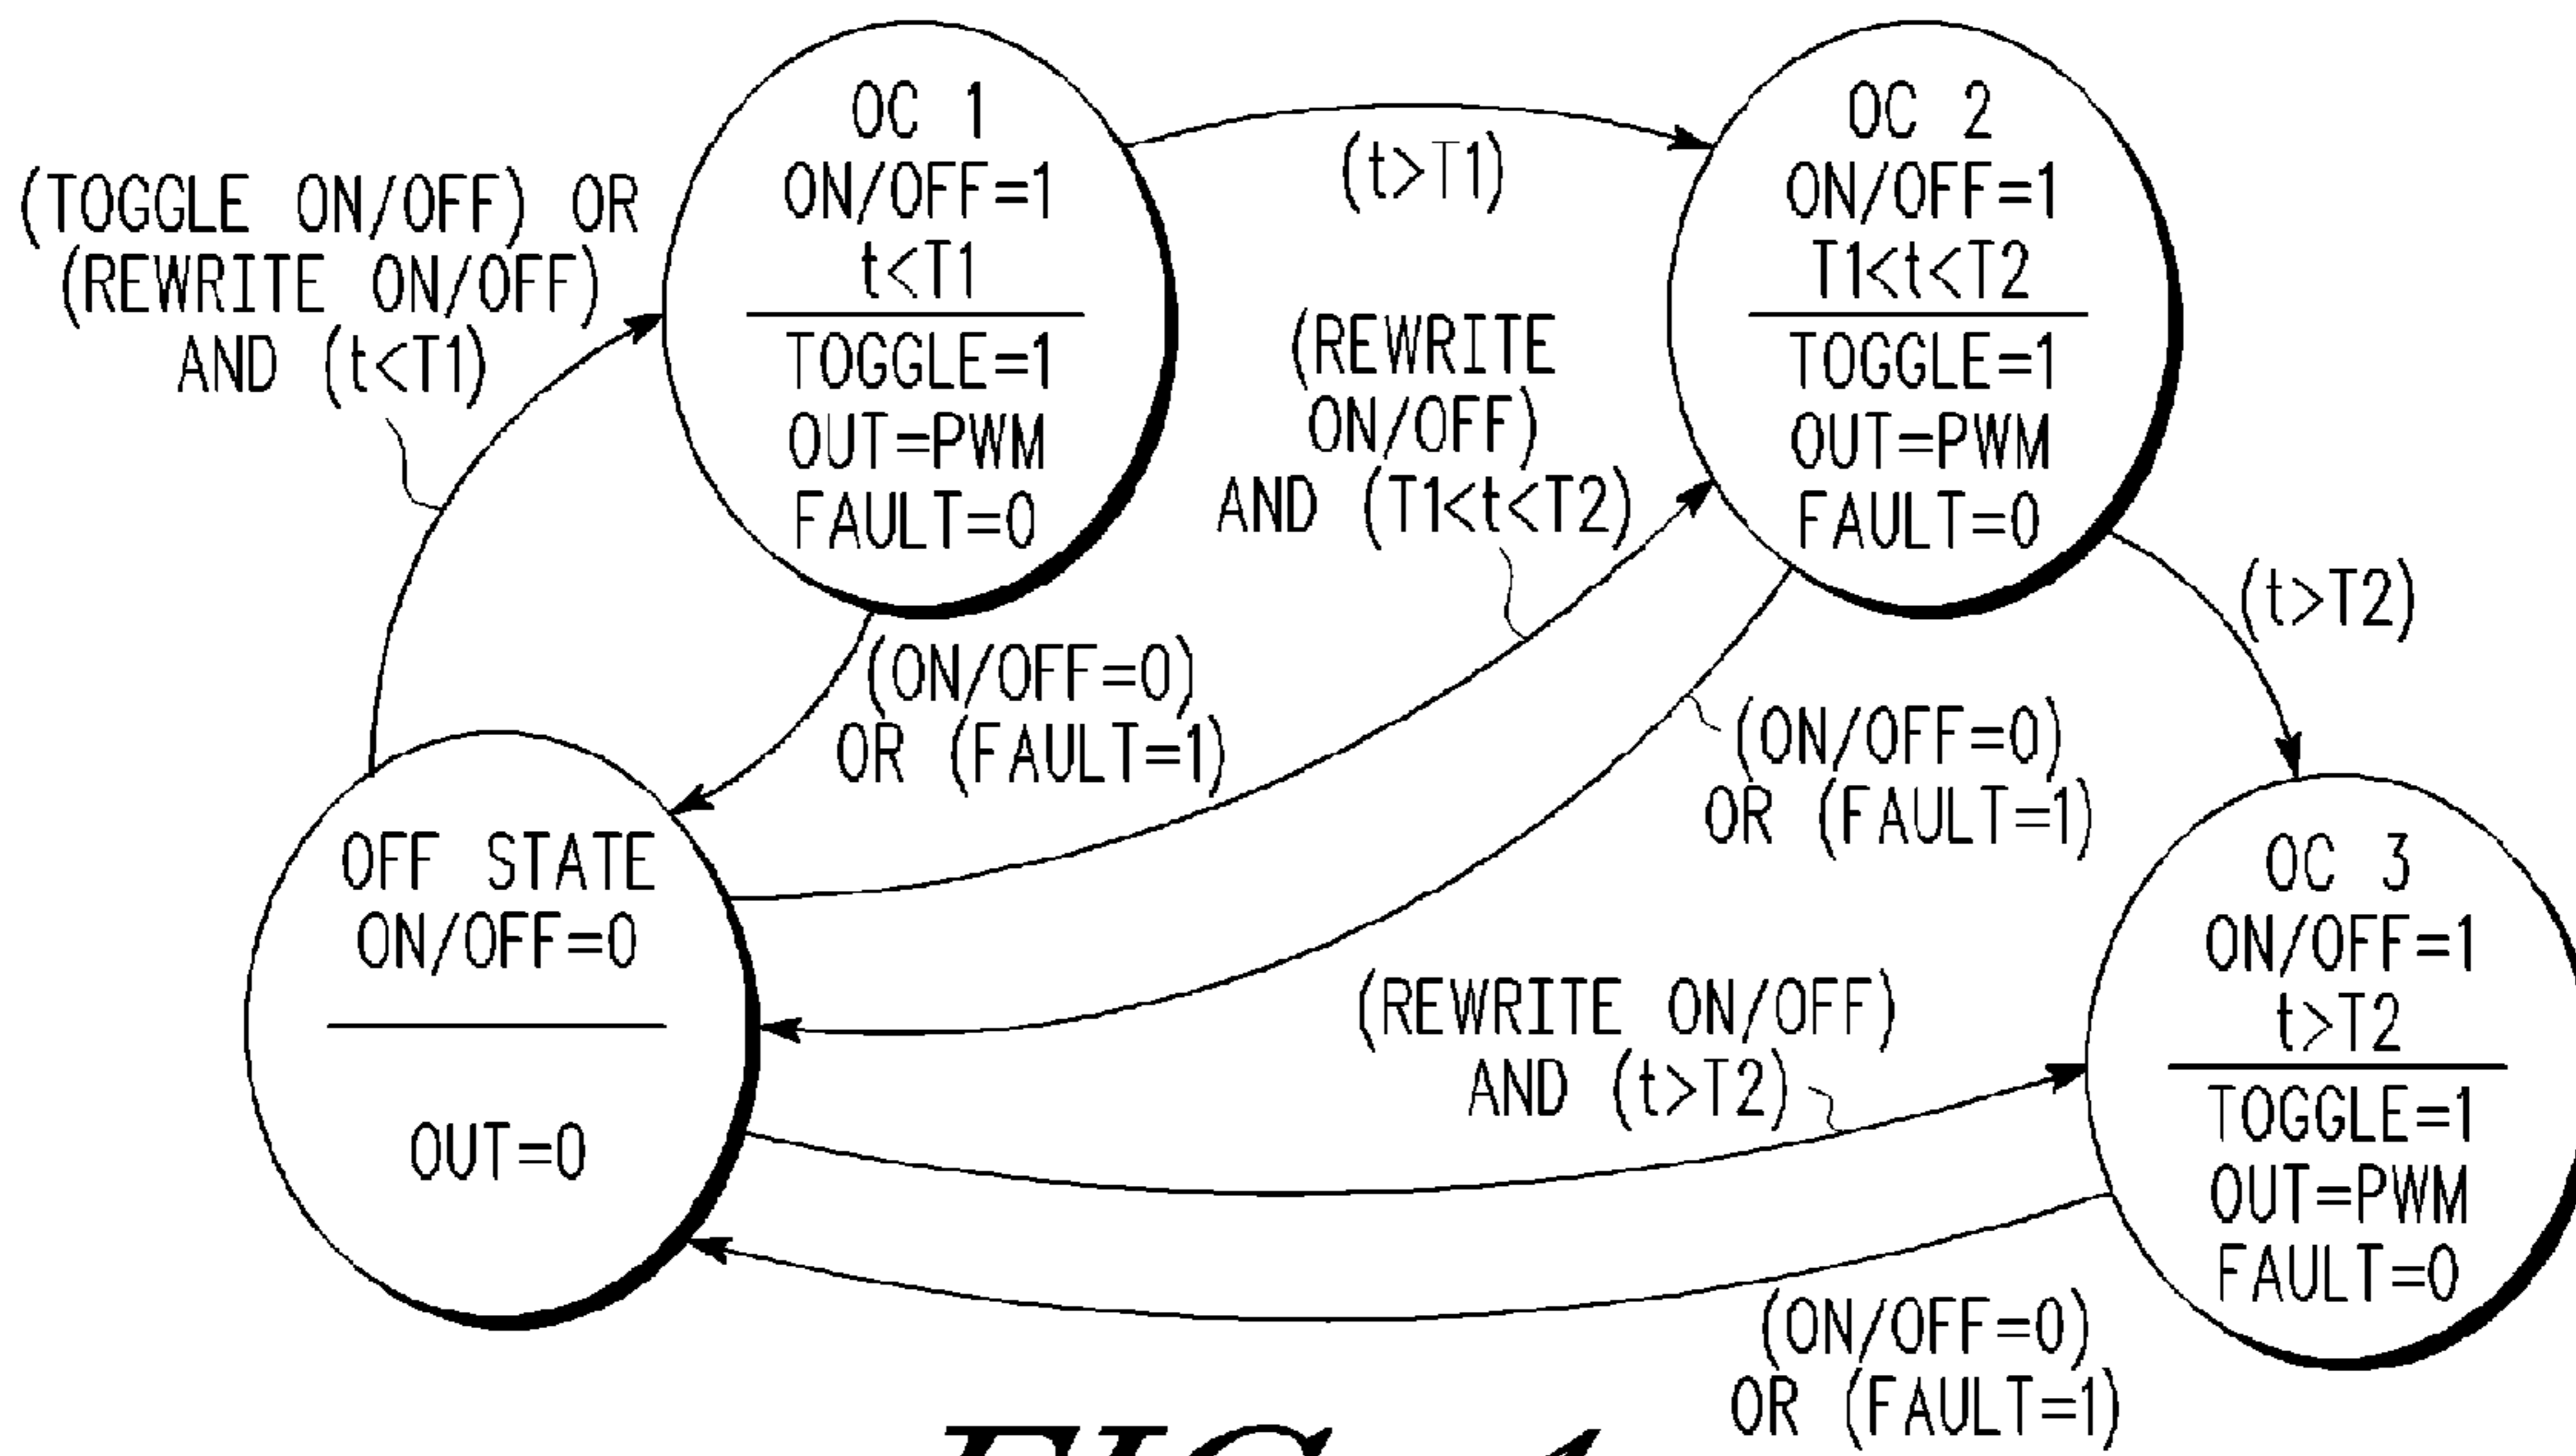 OC 1
ON/OFF=1
t<T1
TOGGLE=1
OUT=PWM
FAULT=0
OC 2
ON/OFF=1
T1<t<T2
TOGGLE=1
OUT=PWM
FAULT=0
(TOGGLE ON/OFF) OR
(REWRITE ON/OFF)
AND (t<T1)
(t>T1)
(REWRITE
ON/OFF)
AND (T1<t<T2)
(t>T2)
(ON/OFF=0)
OR (FAULT=1)
(ON/OFF=0)
OR (FAULT=1)
OFF STATE
ON/OFF=0
OUT=0
OC 3
ON/OFF=1
t>T2
TOGGLE=1
OUT=PWM
FAULT=0
(REWRITE ON/OFF)
AND (t>T2)
(ON/OFF=0)
OR (FAULT=1)